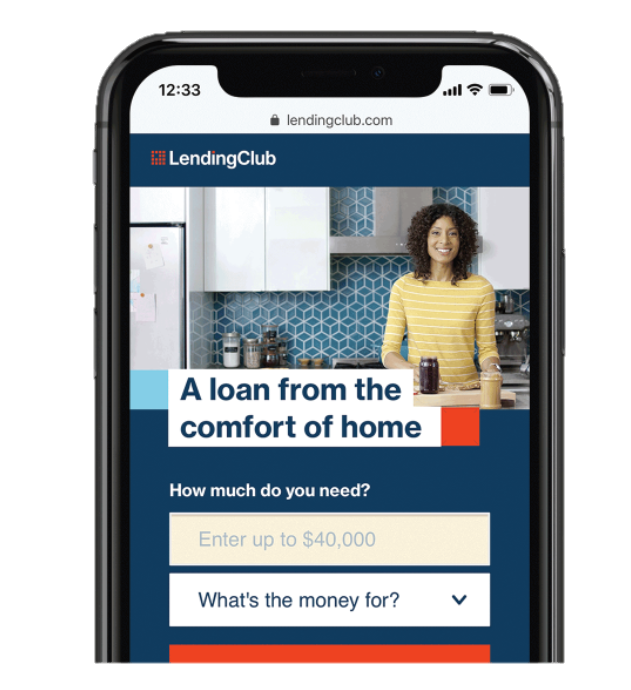 12:33
lendingclub.com
LendingClub
A loan from the
comfort of home
How much do you need?
Enter up to $40,000
What's the money for?